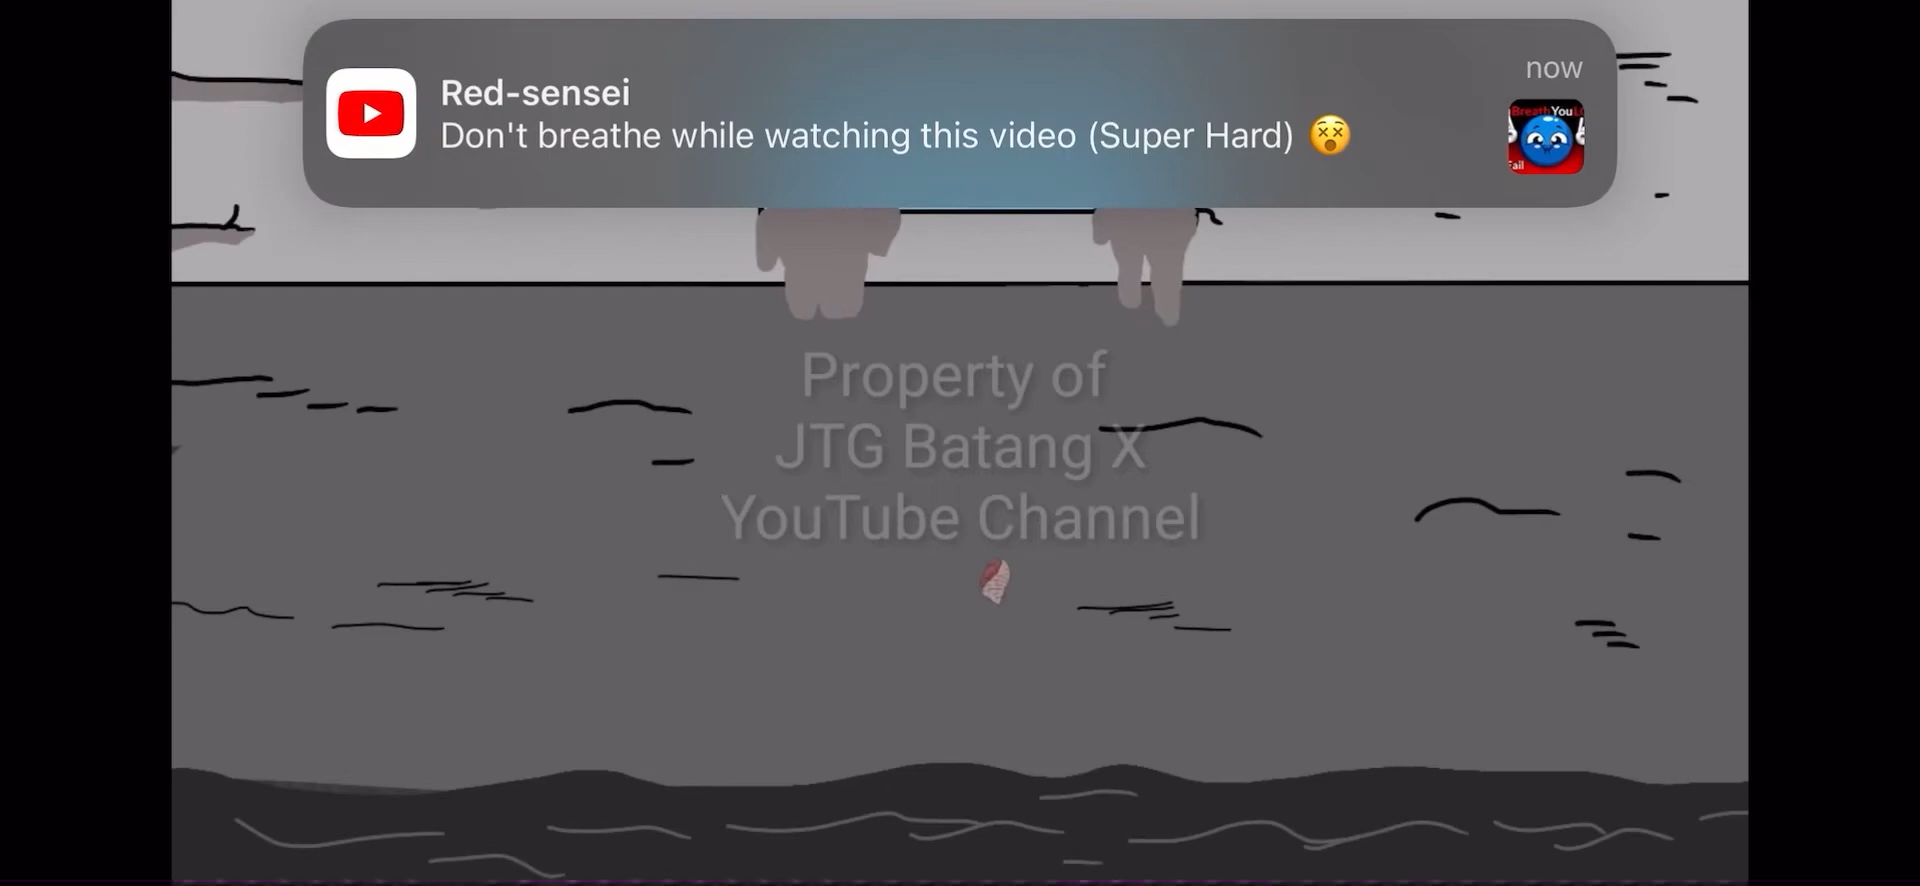 Red-sensei
now
Don't breathe while watching this video (Super Hard) 😵
Property of
JTG Batang X
YouTube Channel